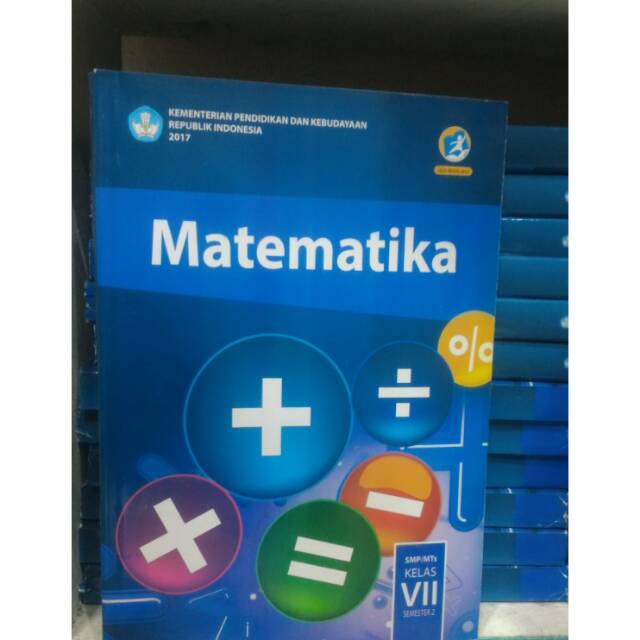 KEMENTERIAN PENDIDIKAN DAN KEBUDAYAAN
REPUBLIK INDONESIA
2017
Matematika
%
+
÷
−
×
=
SMP/MTs
KELAS
VII
SEMESTER 2